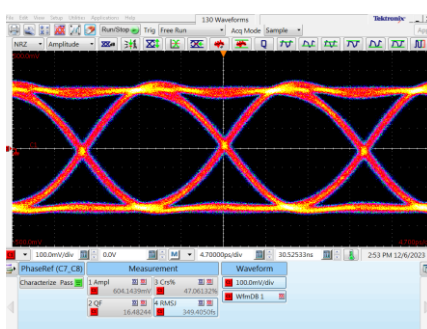 File Edit View Setup Utilities Applications Help
130 Waveforms
Tektronix
Run/Stop Trig Free Run Acq Mode Sample
NRZ Amplitude
C1
100.0mV/div 0.0V M 4.70000ps/div 30.52533ns 2:53 PM 12/6/2023
PhaseRef (C7_C8) Measurement Waveform
Characterize Pass 1 Ampl 3 Crs% 100.0mV/div
604.1439mV 47.06132%
2 QF 4 RMSJ WfmDB 1
16.48244 349.4050fs